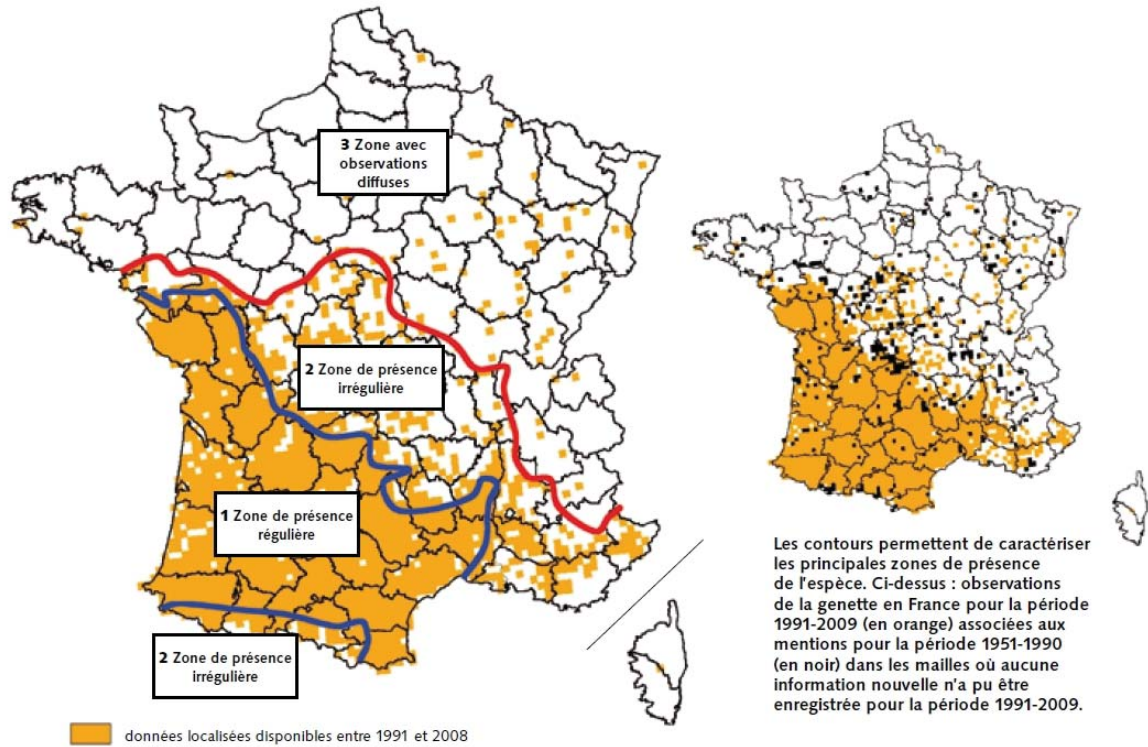 3 Zone avec
observations
diffuses
2 Zone de présence
irrégulière
1 Zone de présence
régulière
2 Zone de présence
irrégulière
données localisées disponibles entre 1991 et 2008
Les contours permettent de caractériser
les principales zones de présence
de l'espèce. Ci-dessus : observations
de la genette en France pour la période
1991-2009 (en orange) associées aux
mentions pour la période 1951-1990
(en noir) dans les mailles où aucune
information nouvelle n'a pu être
enregistrée pour la période 1991-2009.